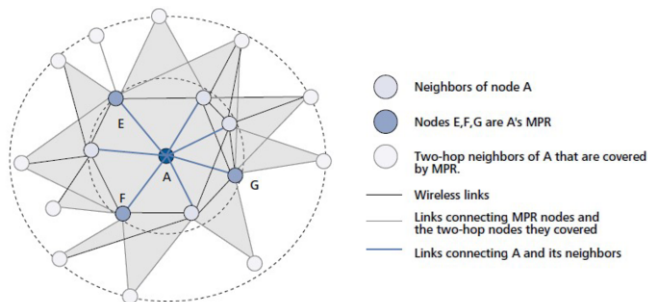 E
A
F
G
Neighbors of node A
Nodes E,F,G are A's MPR
Two-hop neighbors of A that are covered
by MPR.
Wireless links
Links connecting MPR nodes and
the two-hop nodes they covered
Links connecting A and its neighbors